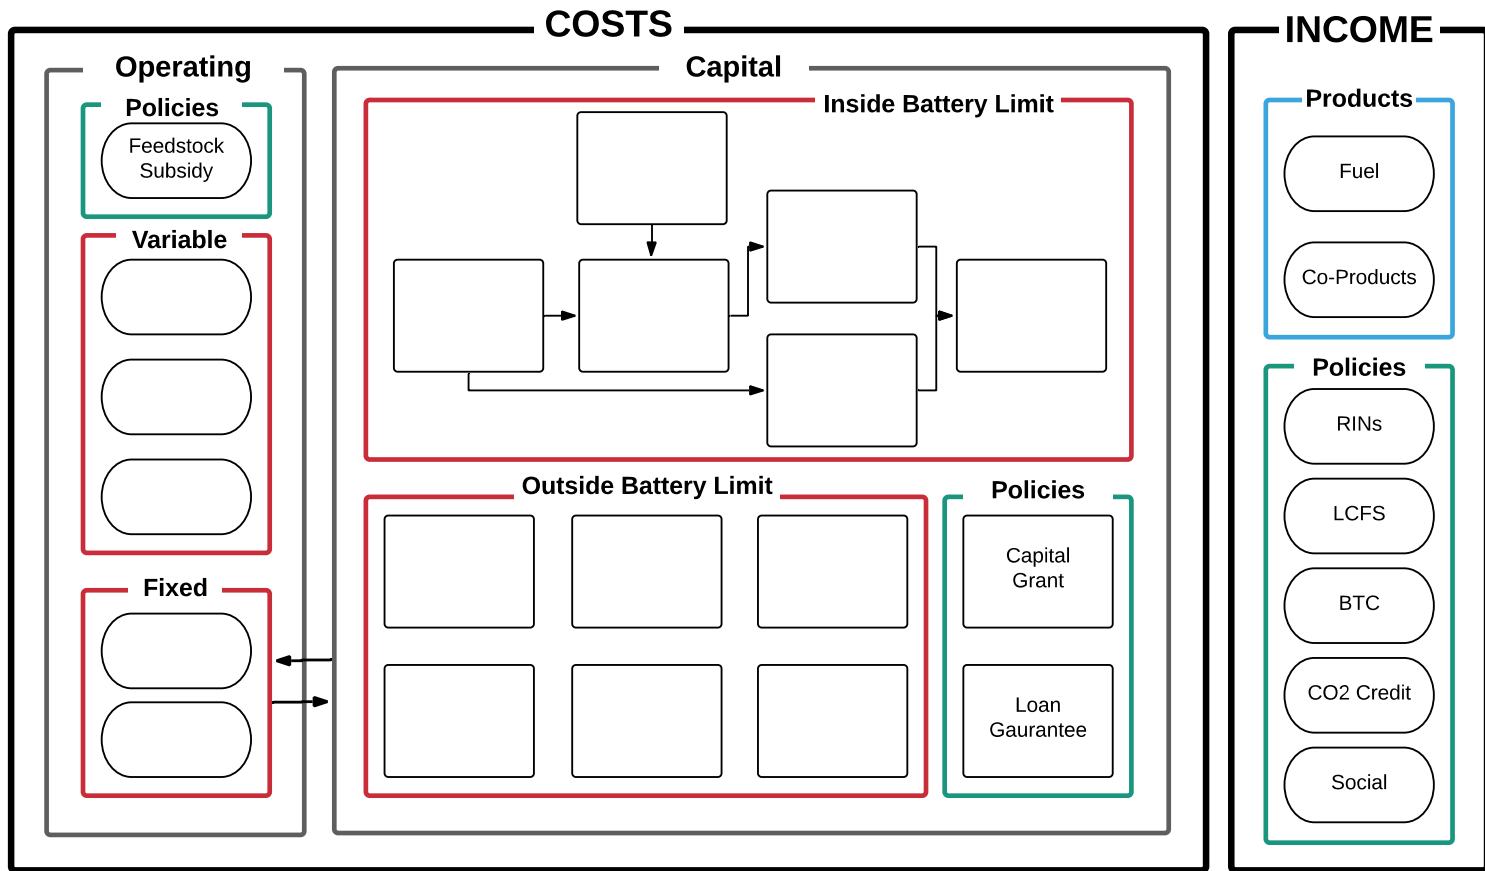 COSTS
Operating
Policies
Feedstock
Subsidy
Variable
Fixed
Capital
Inside Battery Limit
Outside Battery Limit
Policies
Capital
Grant
Loan
Gaurantee
INCOME
Products
Fuel
Co-Products
Policies
RINs
LCFS
BTC
CO2 Credit
Social